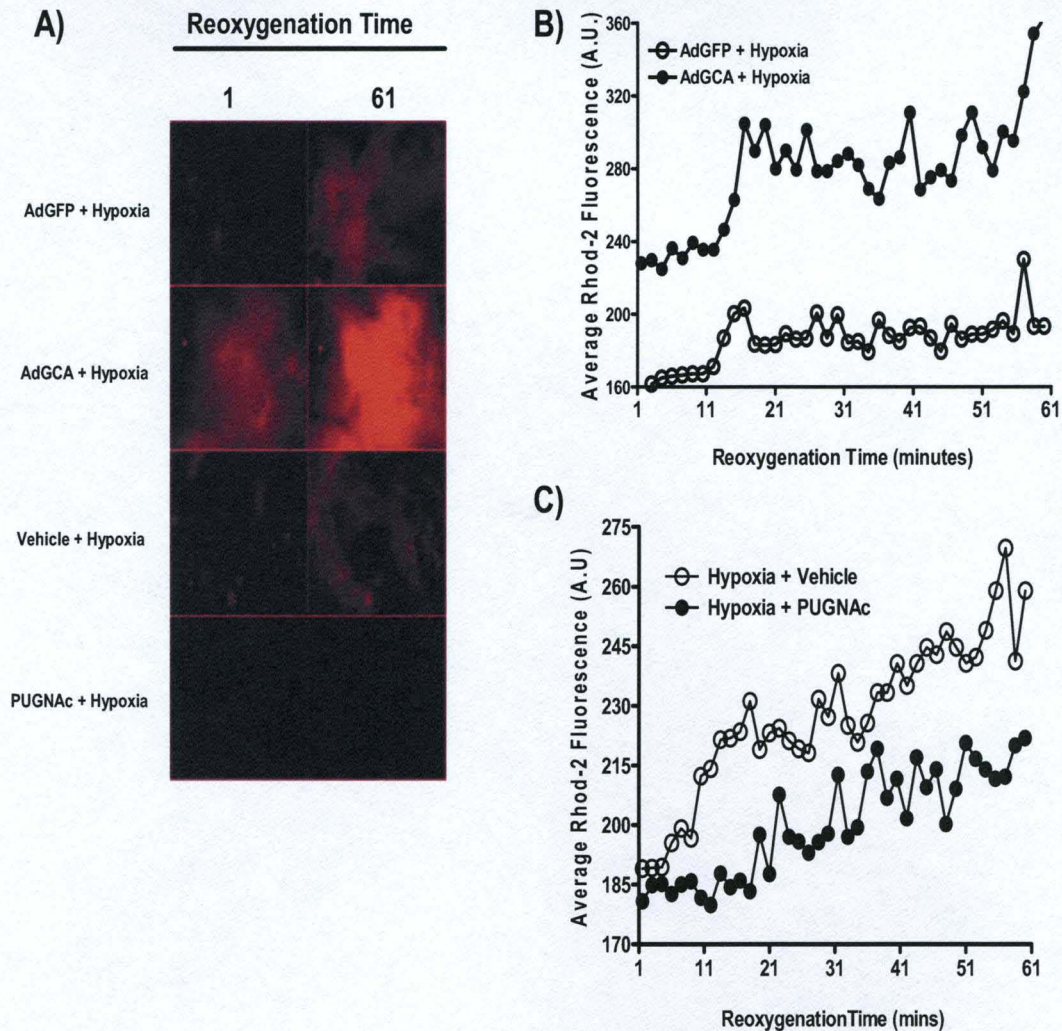 A)
Reoxygenation Time
1 61
AdGFP + Hypoxia
AdGCA + Hypoxia
Vehicle + Hypoxia
PUGNAc + Hypoxia
B)
Average Rhod-2 Fluorescence (A.U.)
360
320
280
240
200
160
AdGFP + Hypoxia
AdGCA + Hypoxia
1 11 21 31 41 51 61
Reoxygenation Time (minutes)
C)
Average Rhod-2 Fluorescence (A.U)
275
260
245
230
215
200
185
170
Hypoxia + Vehicle
Hypoxia + PUGNAc
1 11 21 31 41 51 61
ReoxygenationTime (mins)